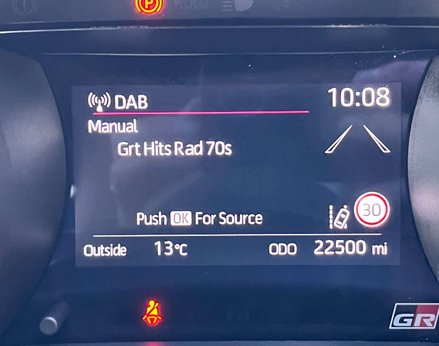 P
DAB 10:08
Manual
Grt Hits Rad 70s
Push OK For Source
30
Outside 13°C ODO 22500 mi
GR